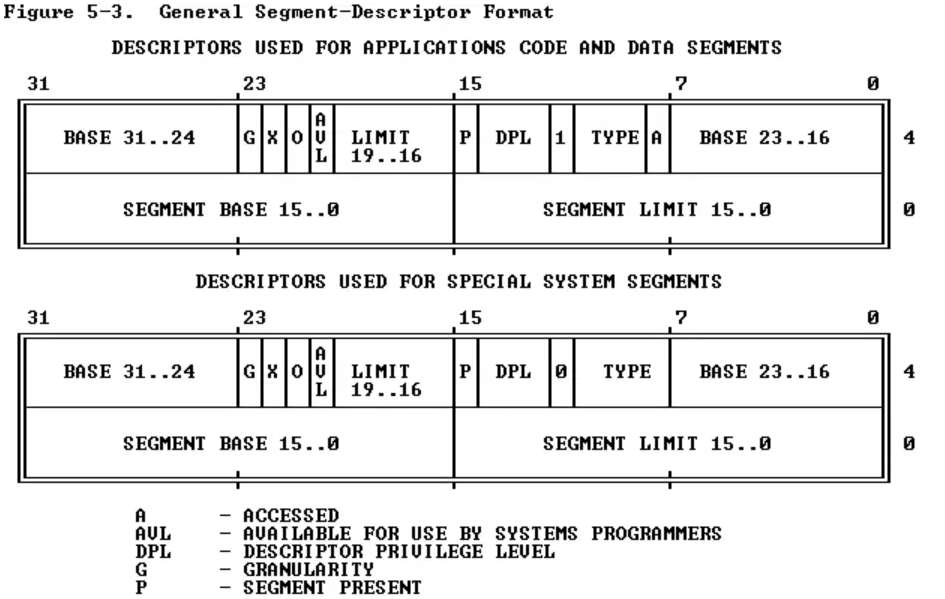 Figure 5-3. General Segment-Descriptor Format
DESCRIPTORS USED FOR APPLICATIONS CODE AND DATA SEGMENTS
31 23 15 7 0
BASE 31..24 G X O AVL LIMIT 19..16 P DPL 1 TYPE A BASE 23..16 4
SEGMENT BASE 15..0 SEGMENT LIMIT 15..0 0
DESCRIPTORS USED FOR SPECIAL SYSTEM SEGMENTS
31 23 15 7 0
BASE 31..24 G X O AVL LIMIT 19..16 P DPL 0 TYPE BASE 23..16 4
SEGMENT BASE 15..0 SEGMENT LIMIT 15..0 0
A - ACCESSED
AVL - AVAILABLE FOR USE BY SYSTEMS PROGRAMMERS
DPL - DESCRIPTOR PRIVILEGE LEVEL
G - GRANULARITY
P - SEGMENT PRESENT